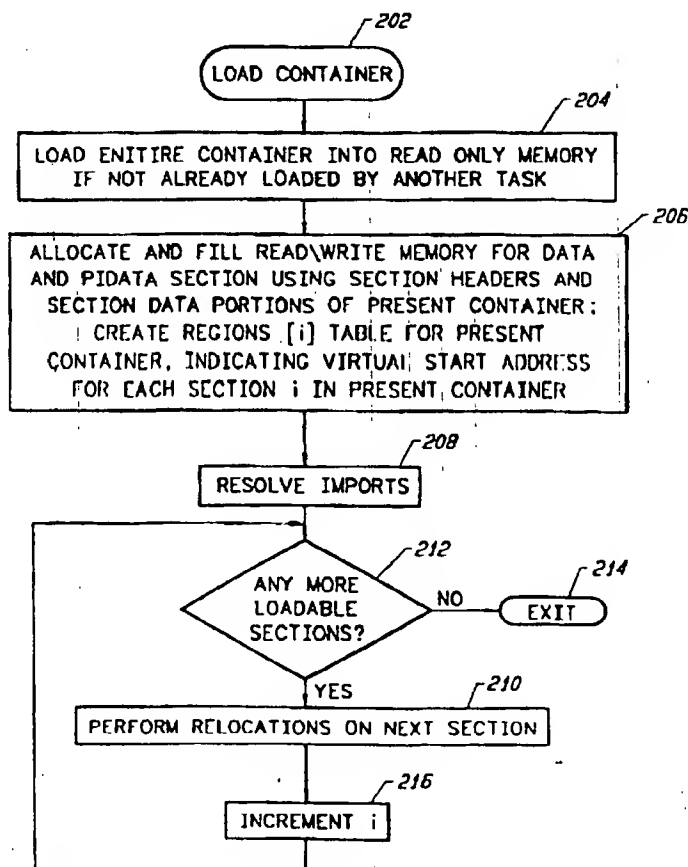 202
LOAD CONTAINER
204
LOAD ENITIRE CONTAINER INTO READ ONLY MEMORY
IF NOT ALREADY LOADED BY ANOTHER TASK
206
ALLOCATE AND FILL READ\WRITE MEMORY FOR DATA
AND PIDATA SECTION USING SECTION HEADERS AND
SECTION DATA PORTIONS OF PRESENT CONTAINER;
CREATE REGIONS [i] TABLE FOR PRESENT
CONTAINER, INDICATING VIRTUAL START ADDRESS
FOR EACH SECTION i IN PRESENT CONTAINER
208
RESOLVE IMPORTS
212
ANY MORE
LOADABLE
SECTIONS?
NO
214
EXIT
YES
210
PERFORM RELOCATIONS ON NEXT SECTION
216
INCREMENT i